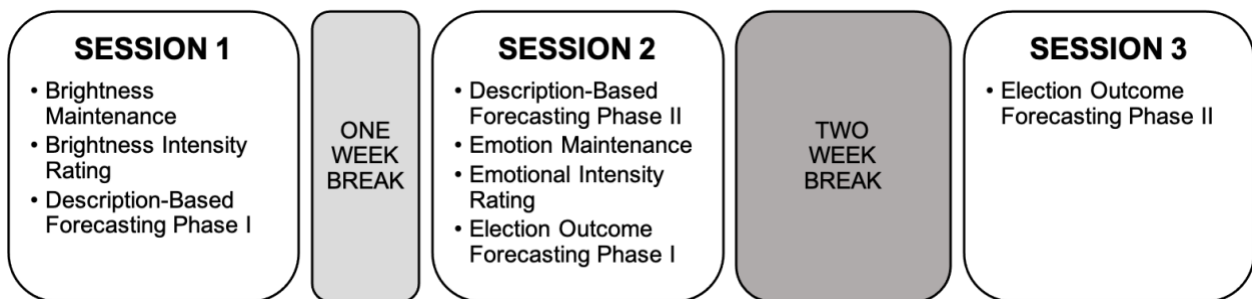 SESSION 1
• Brightness
Maintenance
• Brightness Intensity
Rating
• Description-Based
Forecasting Phase I
ONE
WEEK
BREAK
SESSION 2
• Description-Based
Forecasting Phase II
• Emotion Maintenance
• Emotional Intensity
Rating
• Election Outcome
Forecasting Phase I
TWO
WEEK
BREAK
SESSION 3
• Election Outcome
Forecasting Phase II